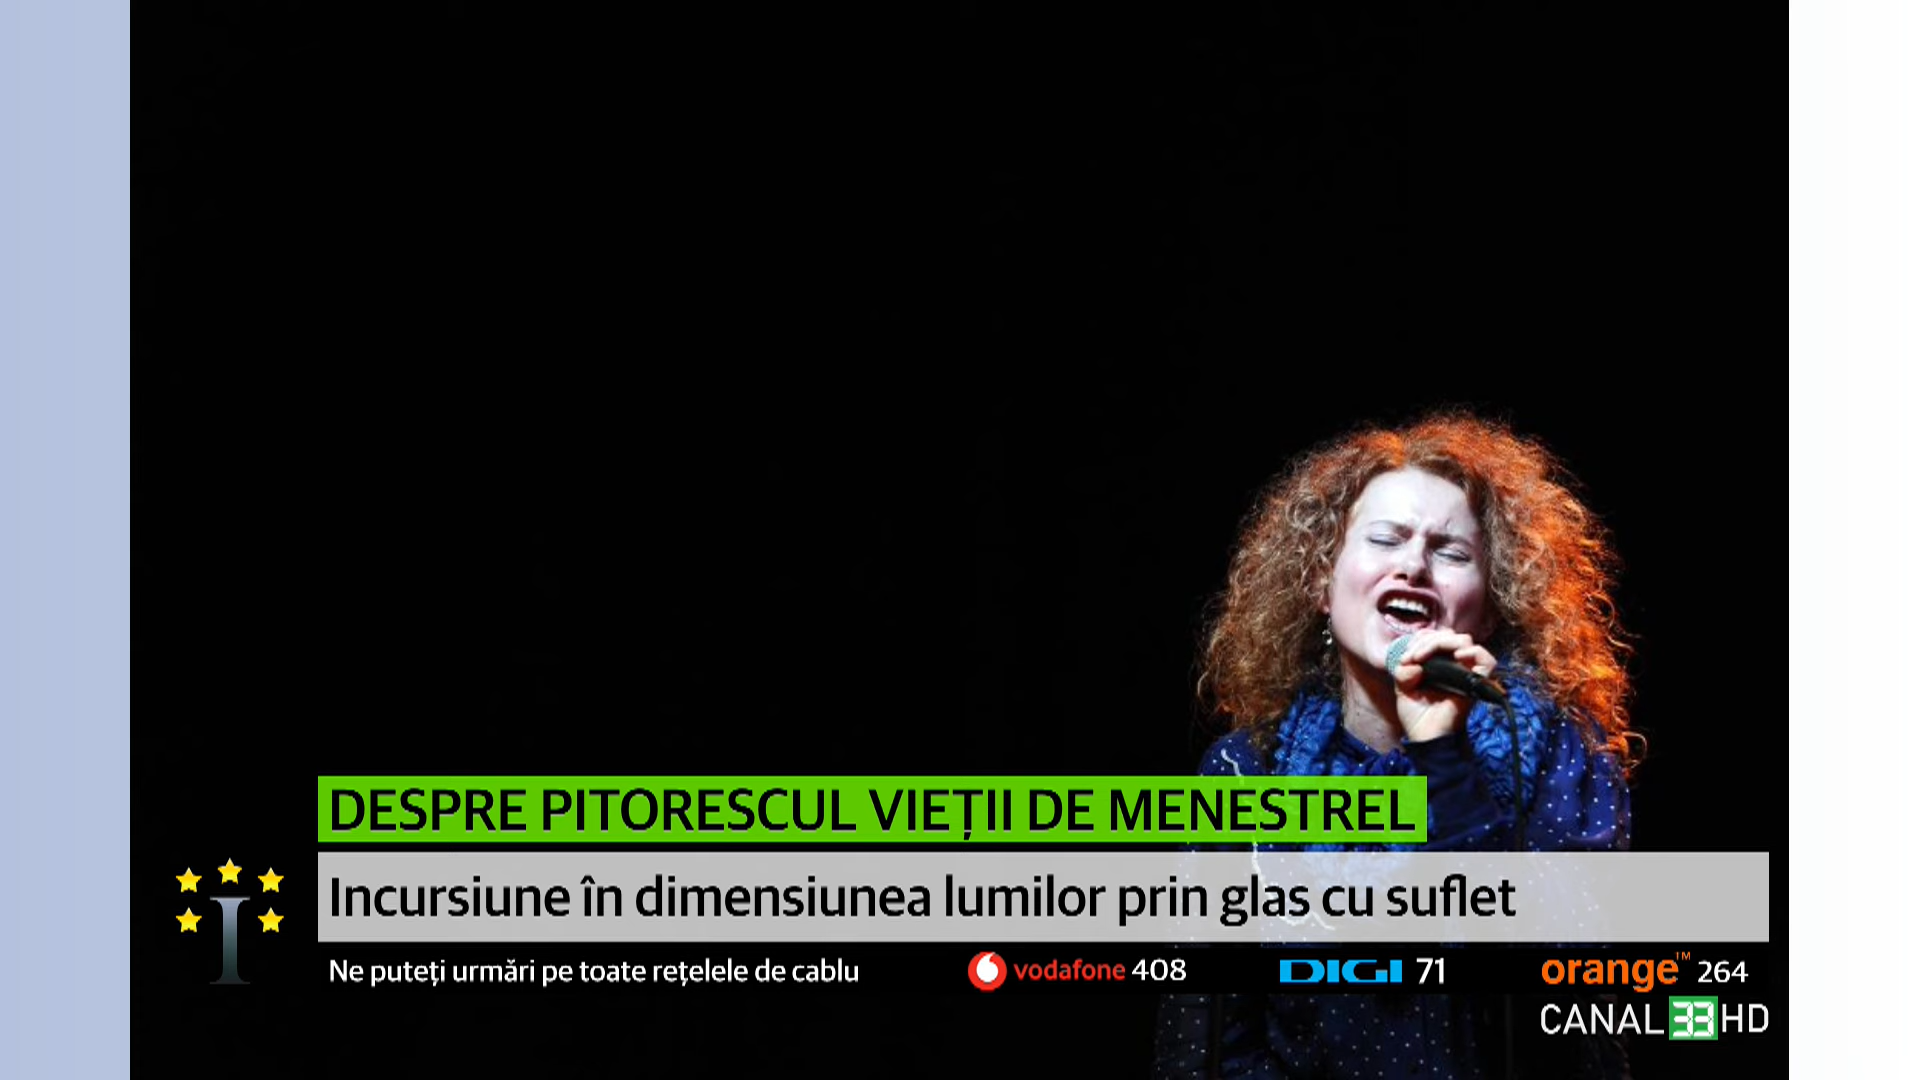 DESPRE PITORESCUL VIEȚII DE MENESTREL
I
Incursiune în dimensiunea lumilor prin glas cu suflet
Ne puteți urmări pe toate rețelele de cablu vodafone 408 DIGI 71 orange™ 264
CANAL 33 HD